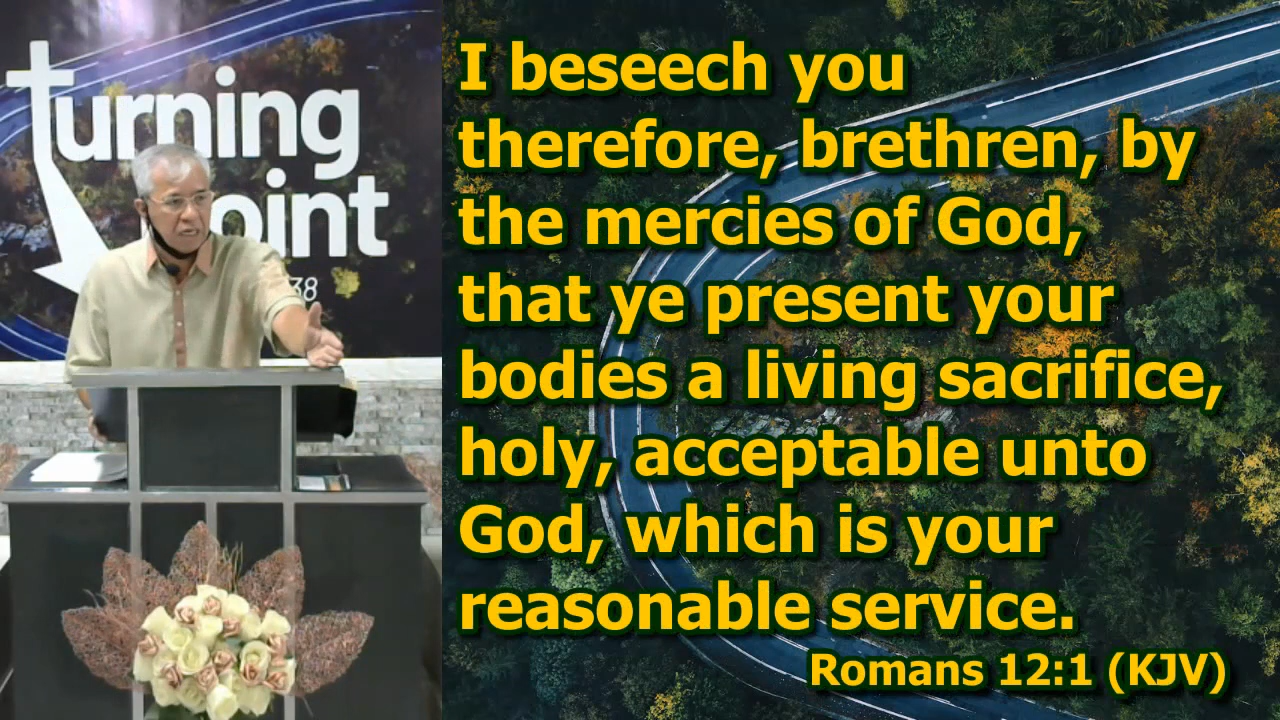 turning
point
38
I beseech you
therefore, brethren, by
the mercies of God,
that ye present your
bodies a living sacrifice,
holy, acceptable unto
God, which is your
reasonable service.
Romans 12:1 (KJV)